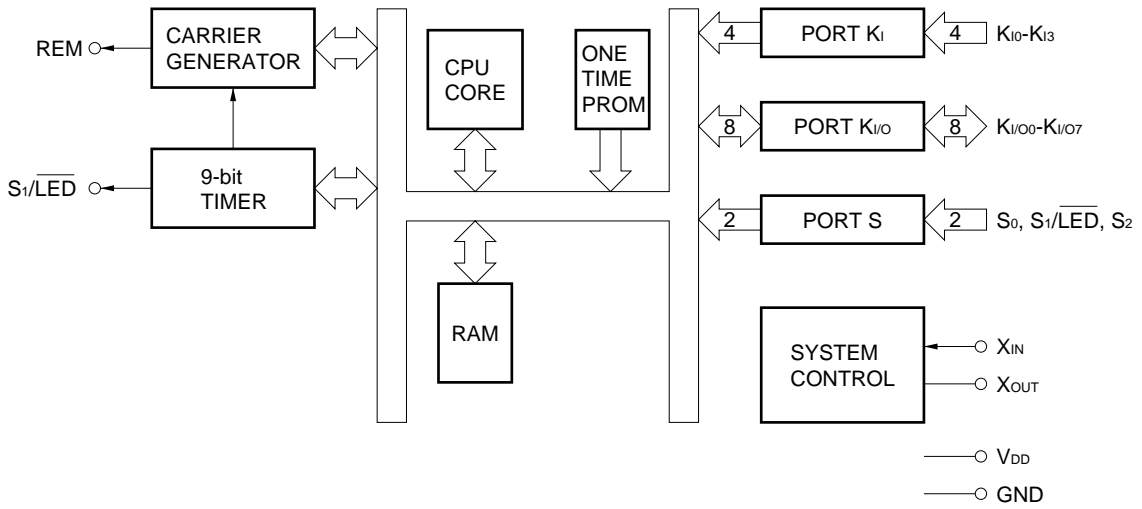 REM
CARRIER
GENERATOR
S1/LED
9-bit
TIMER
CPU
CORE
ONE
TIME
PROM
RAM
4
PORT KI
4
KI0-KI3
8
PORT KI/O
8
KI/O0-KI/O7
2
PORT S
2
S0, S1/LED, S2
SYSTEM
CONTROL
XIN
XOUT
VDD
GND